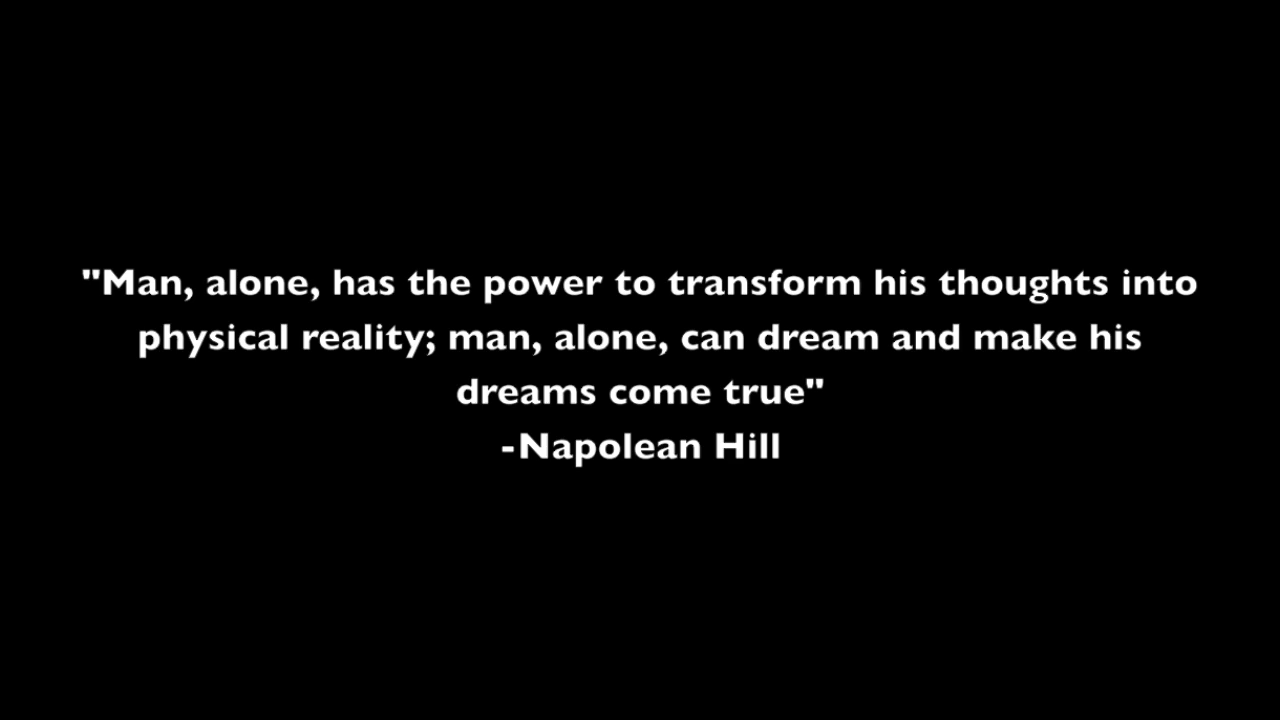 "Man, alone, has the power to transform his thoughts into
physical reality; man, alone, can dream and make his
dreams come true"
-Napolean Hill